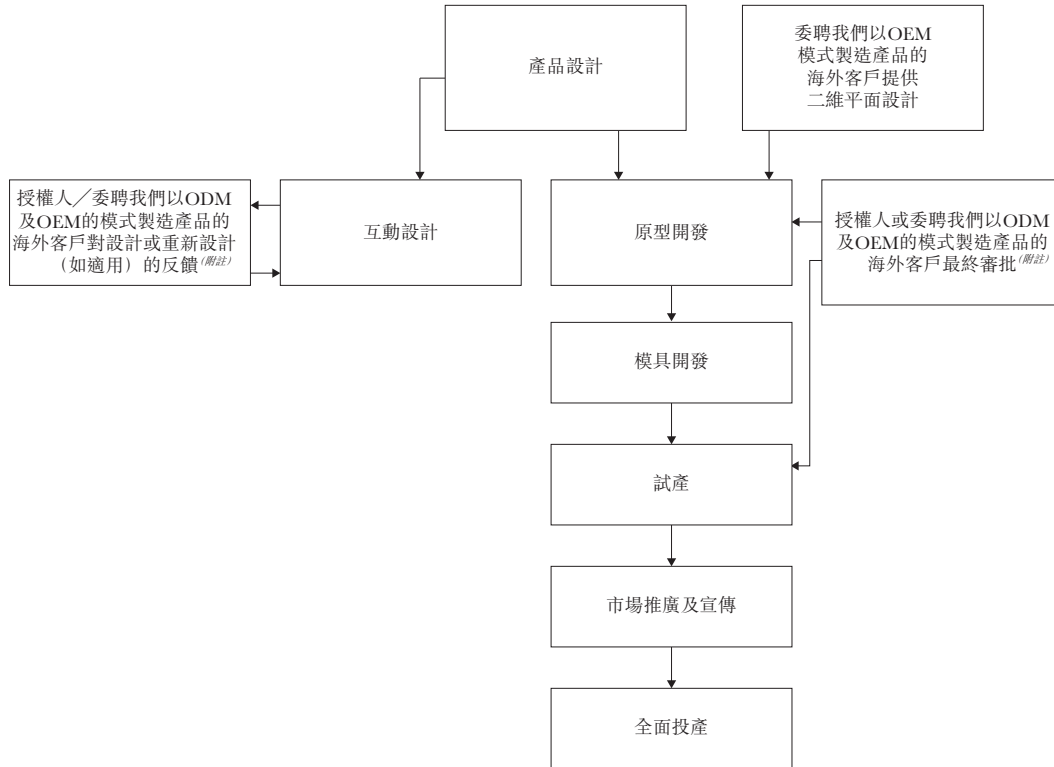 產品設計
委聘我們以OEM
模式製造產品的
海外客戶提供
二維平面設計
授權人／委聘我們以ODM
及OEM的模式製造產品的
海外客戶對設計或重新設計
（如適用）的反饋(附註)
互動設計
原型開發
授權人或委聘我們以ODM
及OEM的模式製造產品的
海外客戶最終審批(附註)
模具開發
試產
市場推廣及宣傳
全面投產